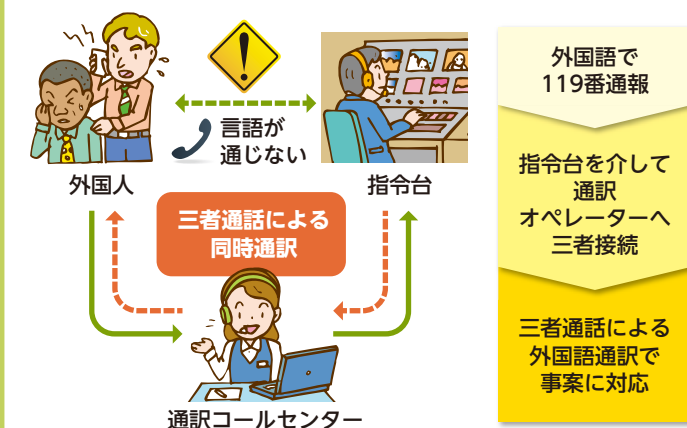 言語が
通じない
外国人
指令台
三者通話による
同時通訳
通訳コールセンター
外国語で
119番通報
指令台を介して
通訳
オペレーターへ
三者接続
三者通話による
外国語通訳で
事案に対応